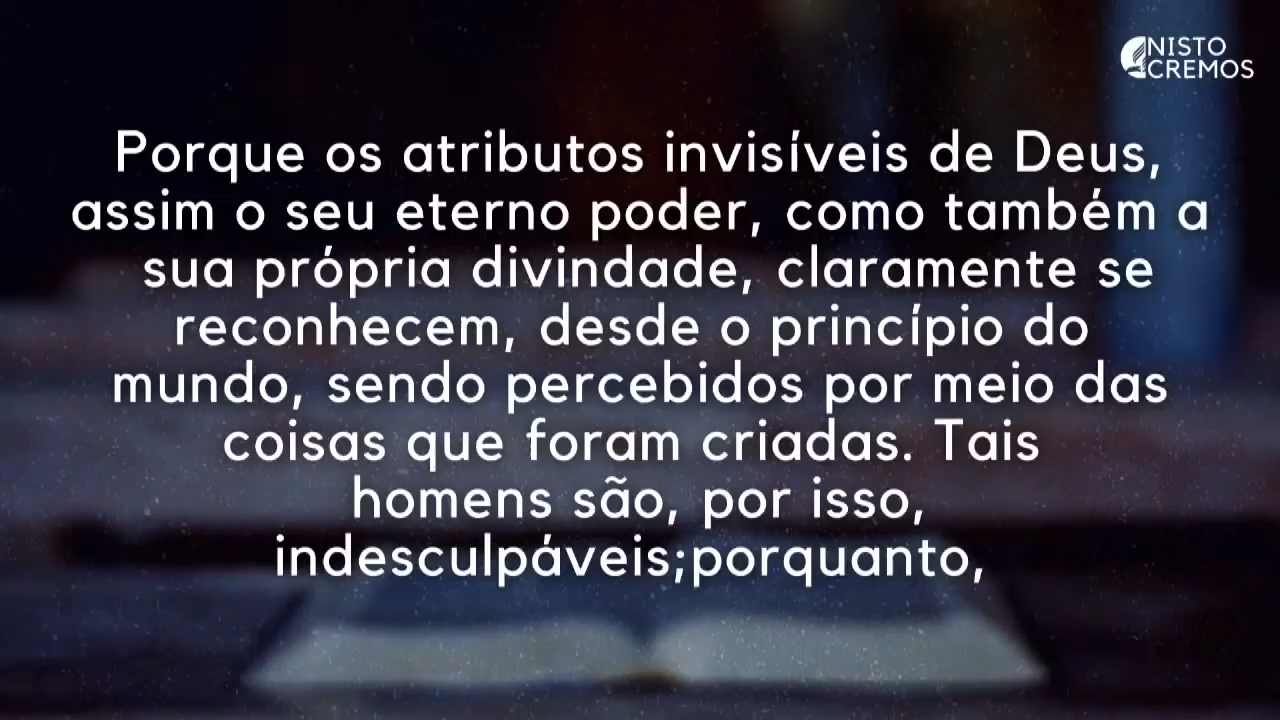 NISTO
CREMOS
Porque os atributos invisíveis de Deus,
assim o seu eterno poder, como também a
sua própria divindade, claramente se
reconhecem, desde o princípio do
mundo, sendo percebidos por meio das
coisas que foram criadas. Tais
homens são, por isso,
indesculpáveis;porquanto,